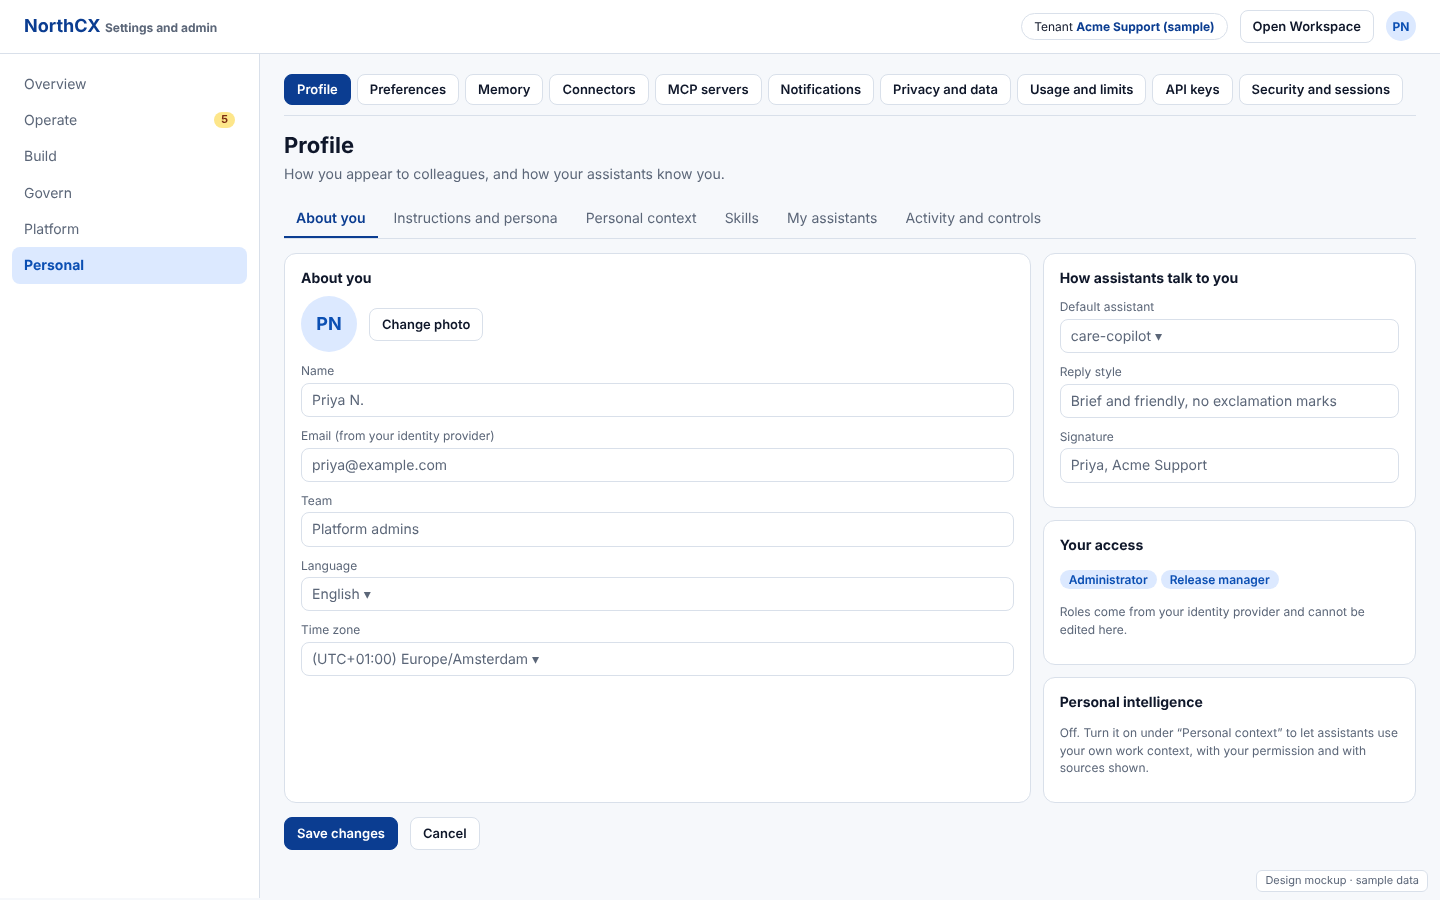 NorthCX Settings and admin
Tenant Acme Support (sample)
Open Workspace
PN
Overview
Operate 5
Build
Govern
Platform
Personal
Profile
Preferences
Memory
Connectors
MCP servers
Notifications
Privacy and data
Usage and limits
API keys
Security and sessions
Profile
How you appear to colleagues, and how your assistants know you.
About you
Instructions and persona
Personal context
Skills
My assistants
Activity and controls
About you
PN
Change photo
Name
Priya N.
Email (from your identity provider)
priya@example.com
Team
Platform admins
Language
English ▾
Time zone
(UTC+01:00) Europe/Amsterdam ▾
How assistants talk to you
Default assistant
care-copilot ▾
Reply style
Brief and friendly, no exclamation marks
Signature
Priya, Acme Support
Your access
Administrator
Release manager
Roles come from your identity provider and cannot be
edited here.
Personal intelligence
Off. Turn it on under “Personal context” to let assistants use
your own work context, with your permission and with
sources shown.
Save changes
Cancel
Design mockup · sample data